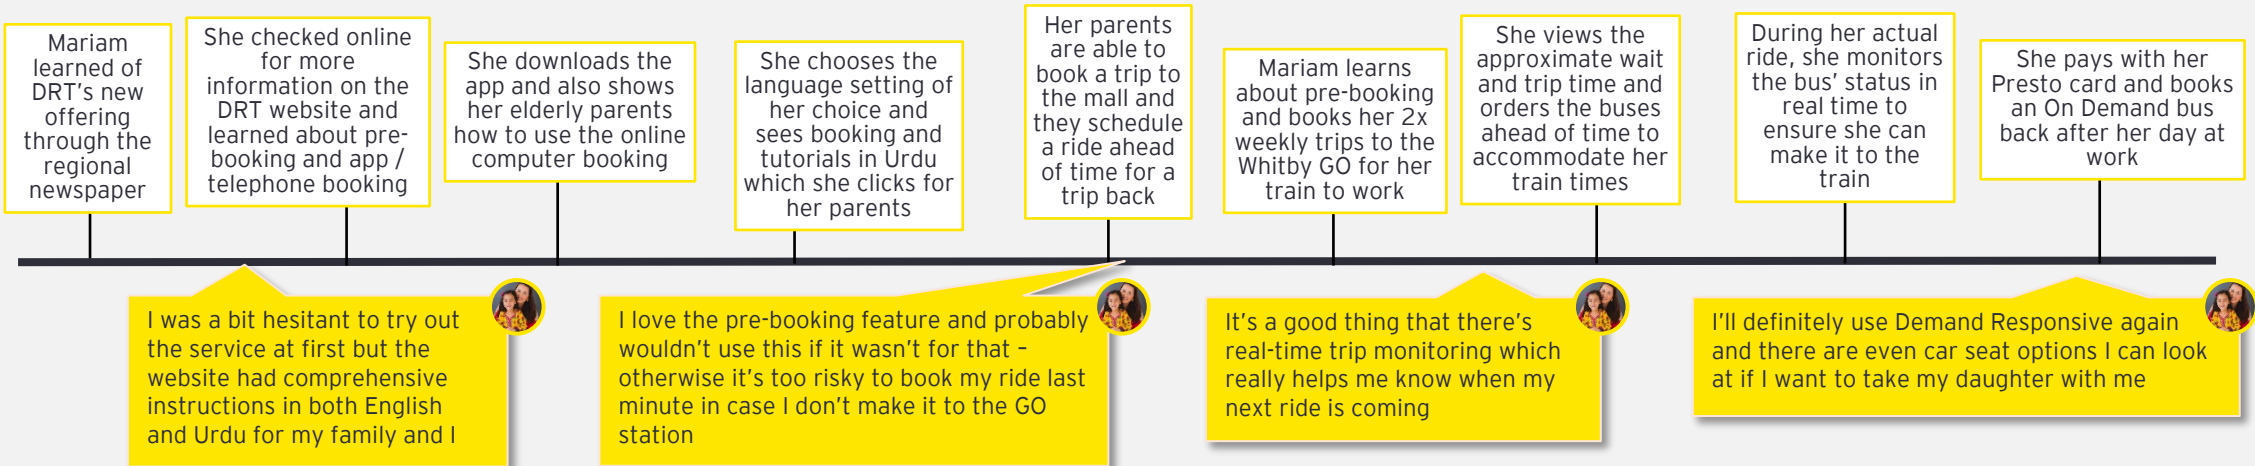 Mariam
learned of
DRT's new
offering
through the
regional
newspaper
She checked online
for more
information on the
DRT website and
learned about pre-
booking and app /
telephone booking
She downloads the
app and also shows
her elderly parents
how to use the online
computer booking
She chooses the
language setting of
her choice and
sees booking and
tutorials in Urdu
which she clicks for
her parents
Her parents
are able to
book a trip to
the mall and
they schedule
a ride ahead
of time for a
trip back
Mariam learns
about pre-booking
and books her 2x
weekly trips to the
Whitby GO for her
train to work
She views the
approximate wait
and trip time and
orders the buses
ahead of time to
accommodate her
train times
During her actual
ride, she monitors
the bus' status in
real time to
ensure she can
make it to the
train
She pays with her
Presto card and books
an On Demand bus
back after her day at
work
I was a bit hesitant to try out
the service at first but the
website had comprehensive
instructions in both English
and Urdu for my family and I
I love the pre-booking feature and probably
wouldn't use this if it wasn't for that –
otherwise it's too risky to book my ride last
minute in case I don't make it to the GO
station
It's a good thing that there's
real-time trip monitoring which
really helps me know when my
next ride is coming
I'll definitely use Demand Responsive again
and there are even car seat options I can look
at if I want to take my daughter with me